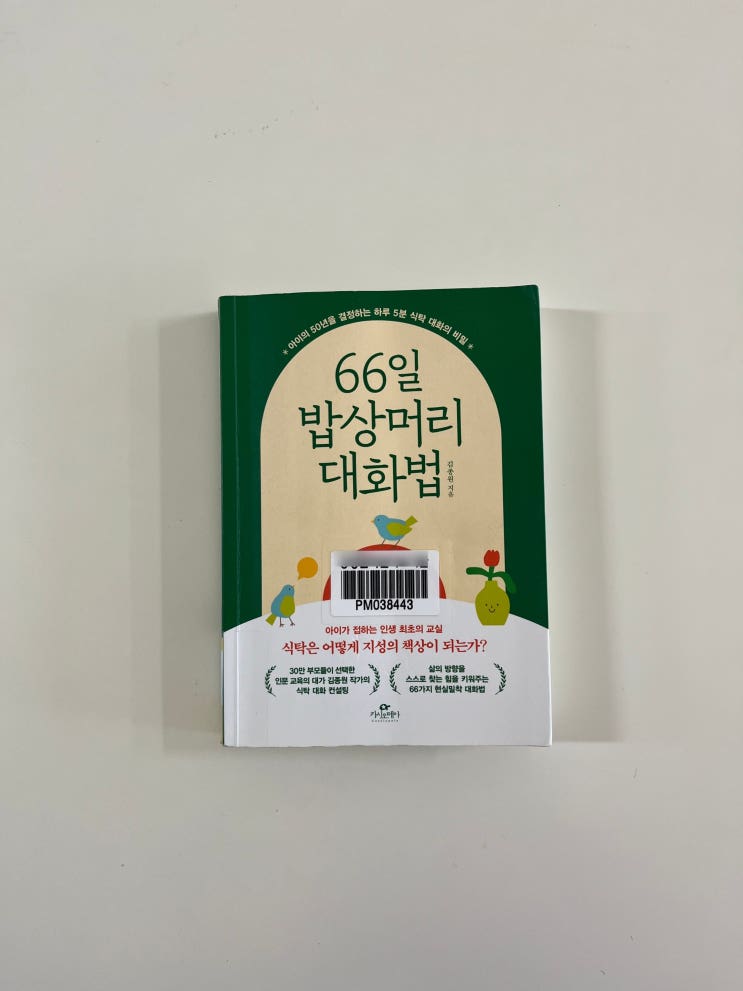 * 아이의 50년을 결정하는 하루 5분 식탁 대화의 비밀 *
66일
밥상머리
대화법
김종원 지음
PM038443
아이가 접하는 인생 최초의 교실
식탁은 어떻게 지성의 책상이 되는가?
30만 부모들이 선택한
인문 교육의 대가 김종원 작가의
식탁 대화 컨설팅
삶의 방향을
스스로 찾는 힘을 키워주는
66가지 현실밀착 대화법
카시오페아
Cassiopeia